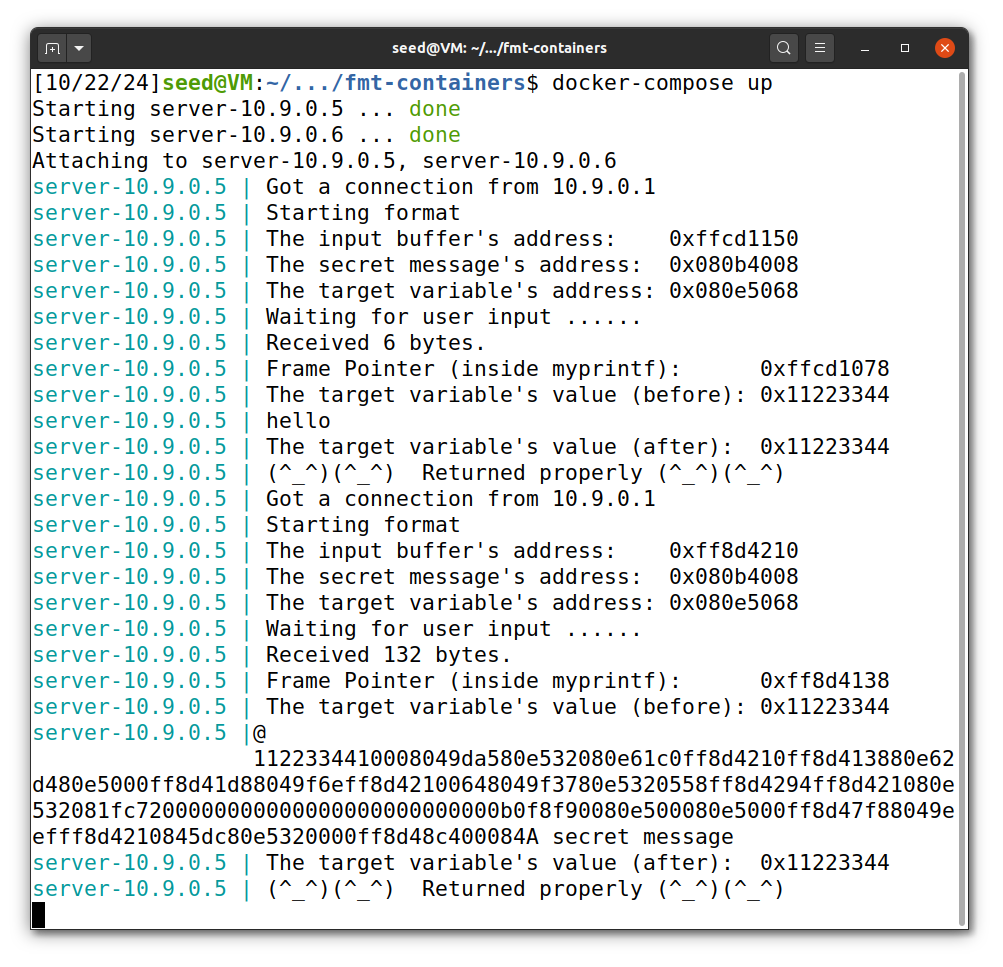 seed@VM: ~/.../fmt-containers
[10/22/24]seed@VM:~/.../fmt-containers$ docker-compose up
Starting server-10.9.0.5 ... done
Starting server-10.9.0.6 ... done
Attaching to server-10.9.0.5, server-10.9.0.6
server-10.9.0.5 | Got a connection from 10.9.0.1
server-10.9.0.5 | Starting format
server-10.9.0.5 | The input buffer's address:    0xffcd1150
server-10.9.0.5 | The secret message's address:  0x080b4008
server-10.9.0.5 | The target variable's address: 0x080e5068
server-10.9.0.5 | Waiting for user input ......
server-10.9.0.5 | Received 6 bytes.
server-10.9.0.5 | Frame Pointer (inside myprintf):      0xffcd1078
server-10.9.0.5 | The target variable's value (before): 0x11223344
server-10.9.0.5 | hello
server-10.9.0.5 | The target variable's value (after):  0x11223344
server-10.9.0.5 | (^_^)(^_^)  Returned properly (^_^)(^_^)
server-10.9.0.5 | Got a connection from 10.9.0.1
server-10.9.0.5 | Starting format
server-10.9.0.5 | The input buffer's address:    0xff8d4210
server-10.9.0.5 | The secret message's address:  0x080b4008
server-10.9.0.5 | The target variable's address: 0x080e5068
server-10.9.0.5 | Waiting for user input ......
server-10.9.0.5 | Received 132 bytes.
server-10.9.0.5 | Frame Pointer (inside myprintf):      0xff8d4138
server-10.9.0.5 | The target variable's value (before): 0x11223344
server-10.9.0.5 |@
1122334410008049da580e532080e61c0ff8d4210ff8d413880e62
d480e5000ff8d41d88049f6eff8d42100648049f3780e5320558ff8d4294ff8d421080e
532081fc7200000000000000000000000000b0f8f90080e500080e5000ff8d47f88049e
efff8d4210845dc80e5320000ff8d48c400084A secret message
server-10.9.0.5 | The target variable's value (after):  0x11223344
server-10.9.0.5 | (^_^)(^_^)  Returned properly (^_^)(^_^)